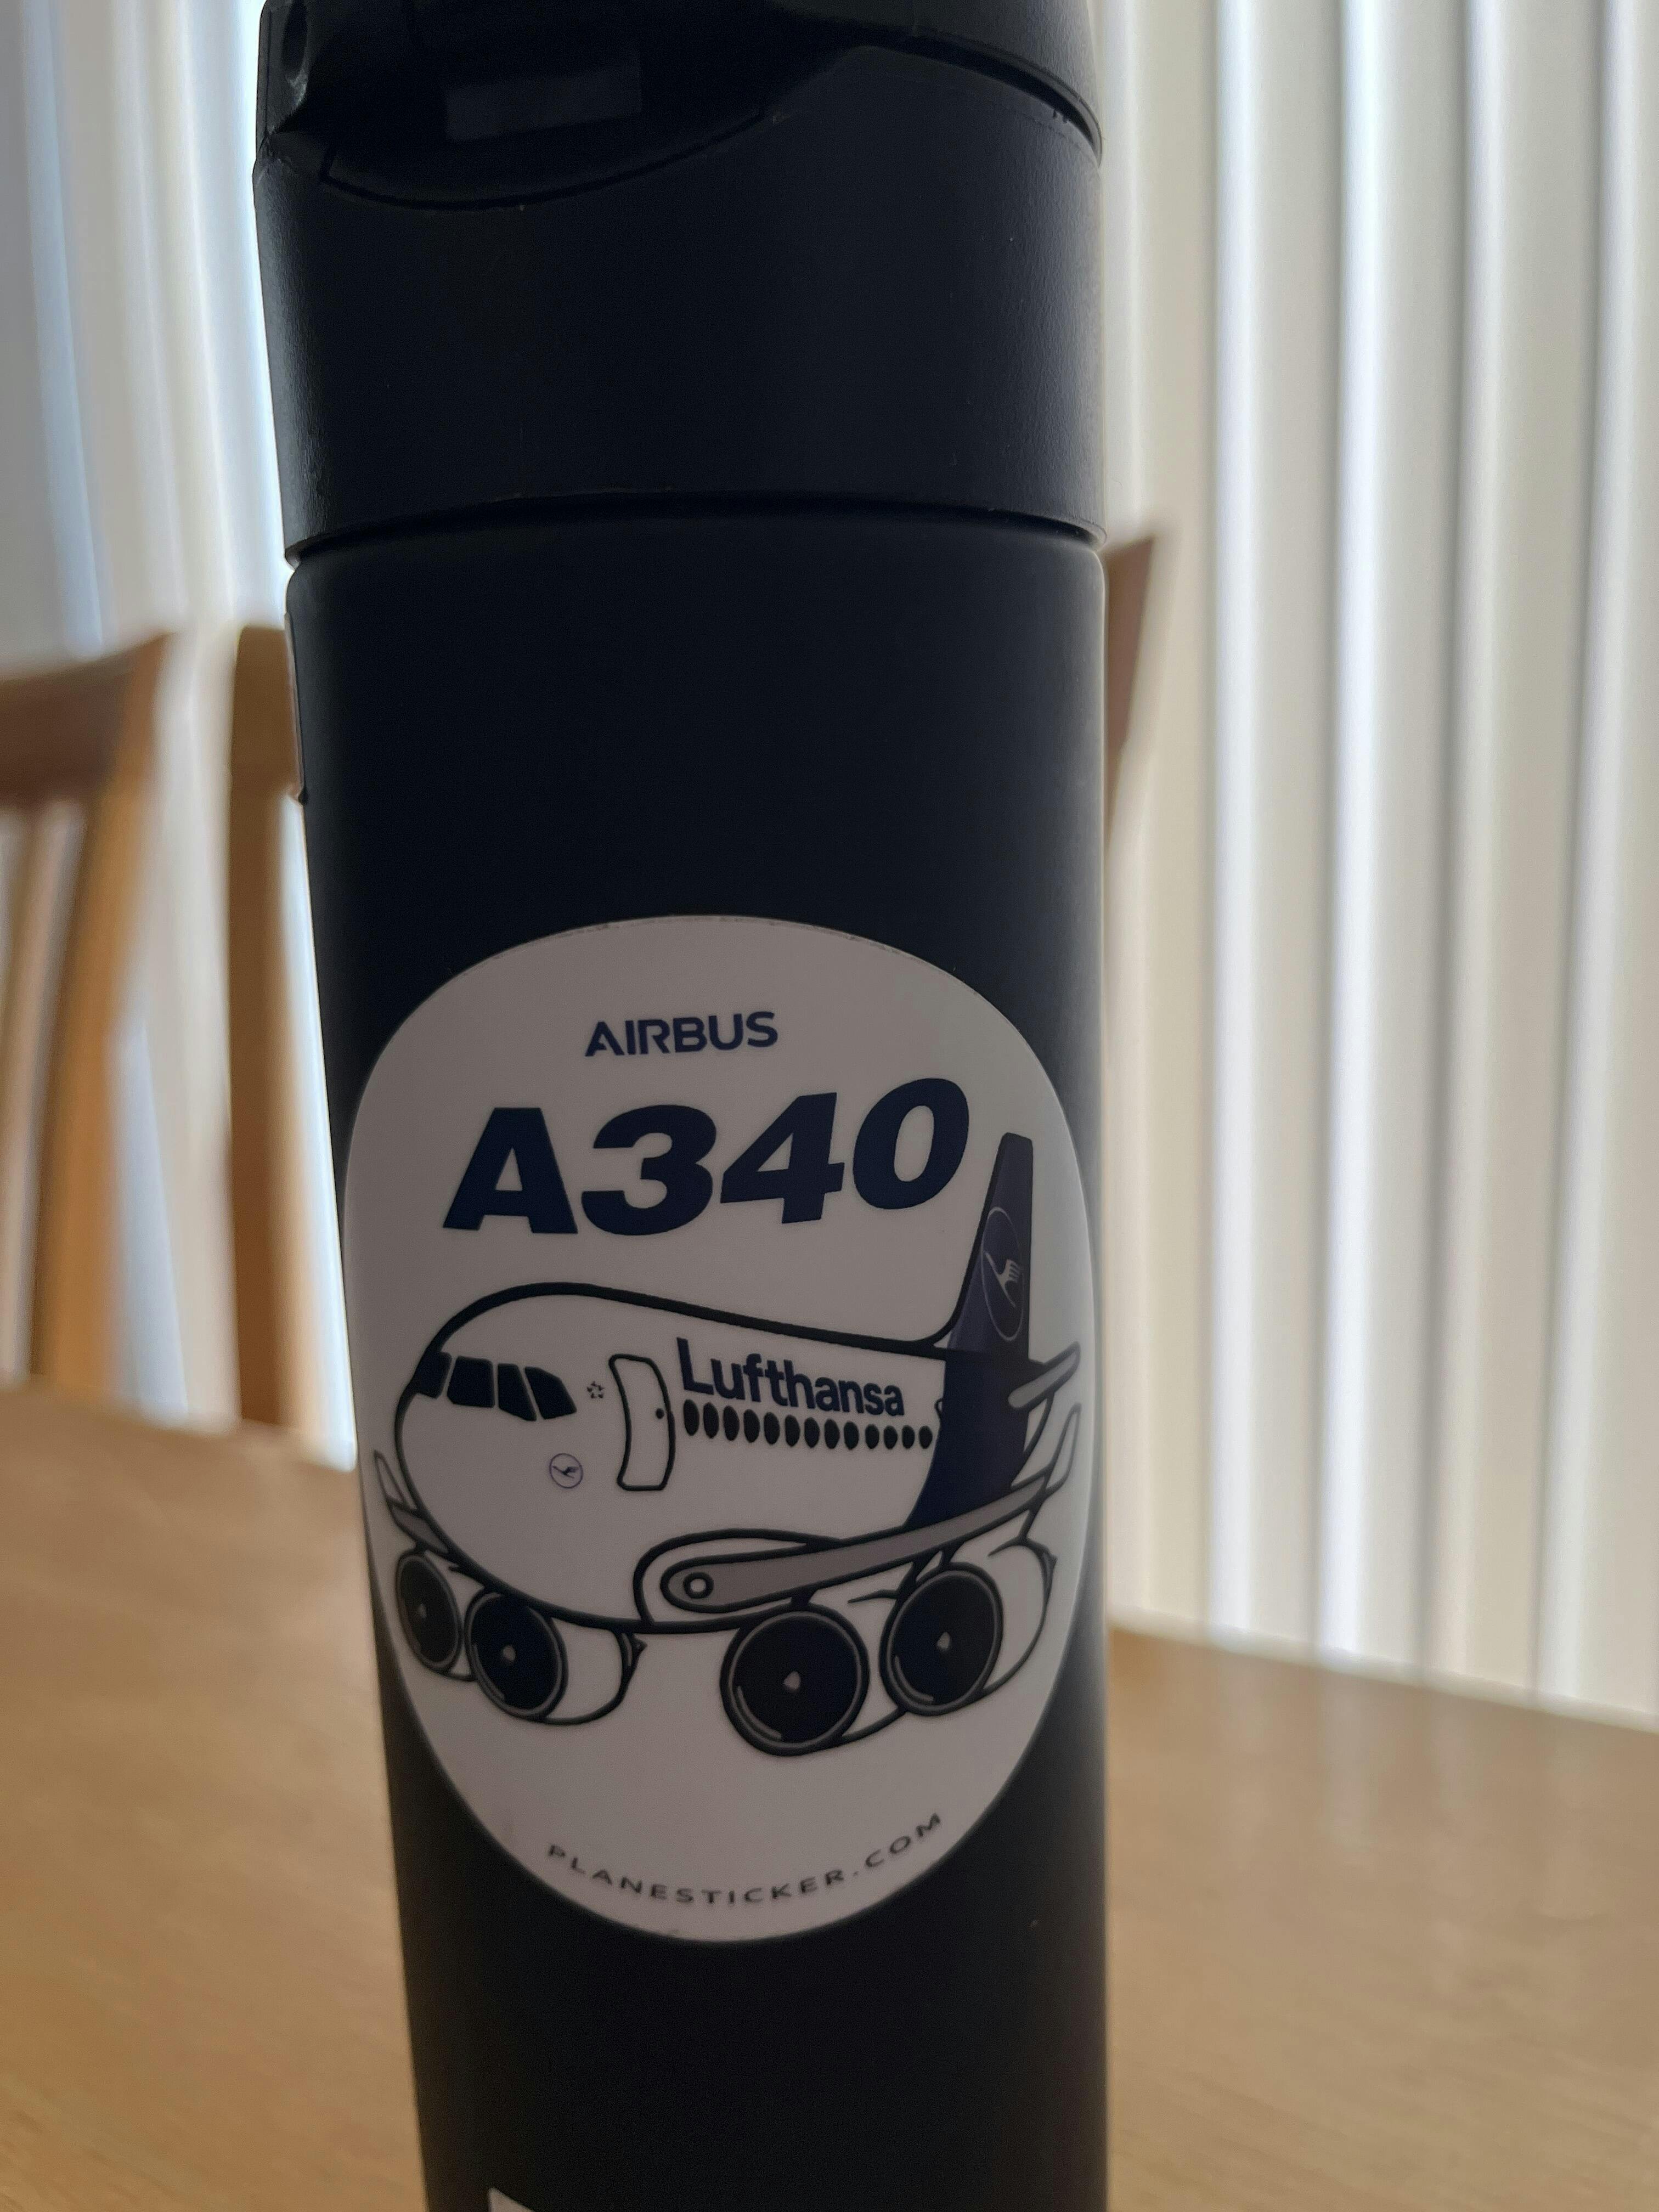 AIRBUS
A340
Lufthansa
PLANESTICKER.COM